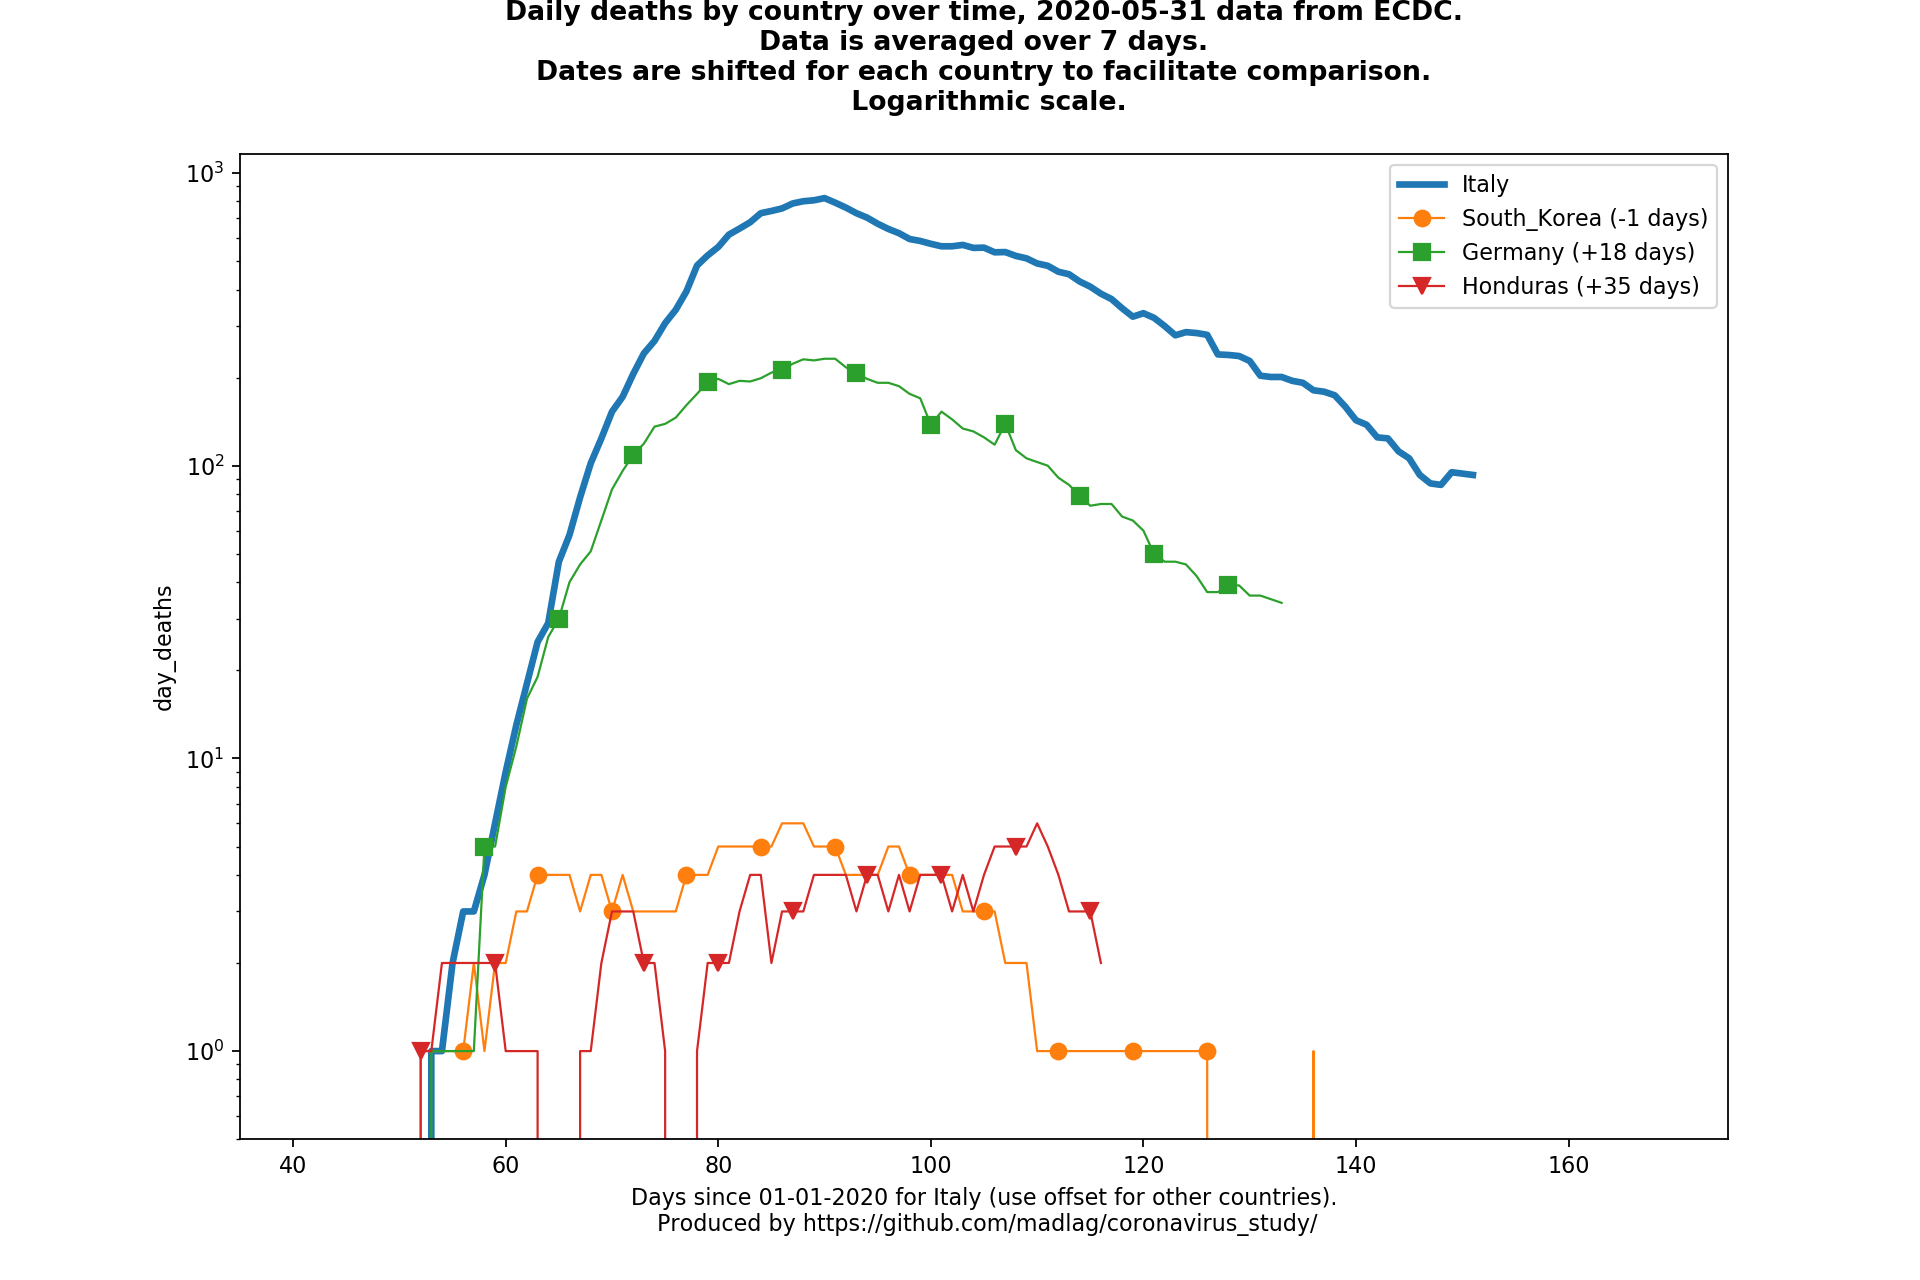 Daily deaths by country over time, 2020-05-31 data from ECDC.
Data is averaged over 7 days.
Dates are shifted for each country to facilitate comparison.
Logarithmic scale.
10³
10²
10¹
10⁰
day_deaths
Italy
South_Korea (-1 days)
Germany (+18 days)
Honduras (+35 days)
40 60 80 100 120 140 160
Days since 01-01-2020 for Italy (use offset for other countries).
Produced by https://github.com/madlag/coronavirus_study/